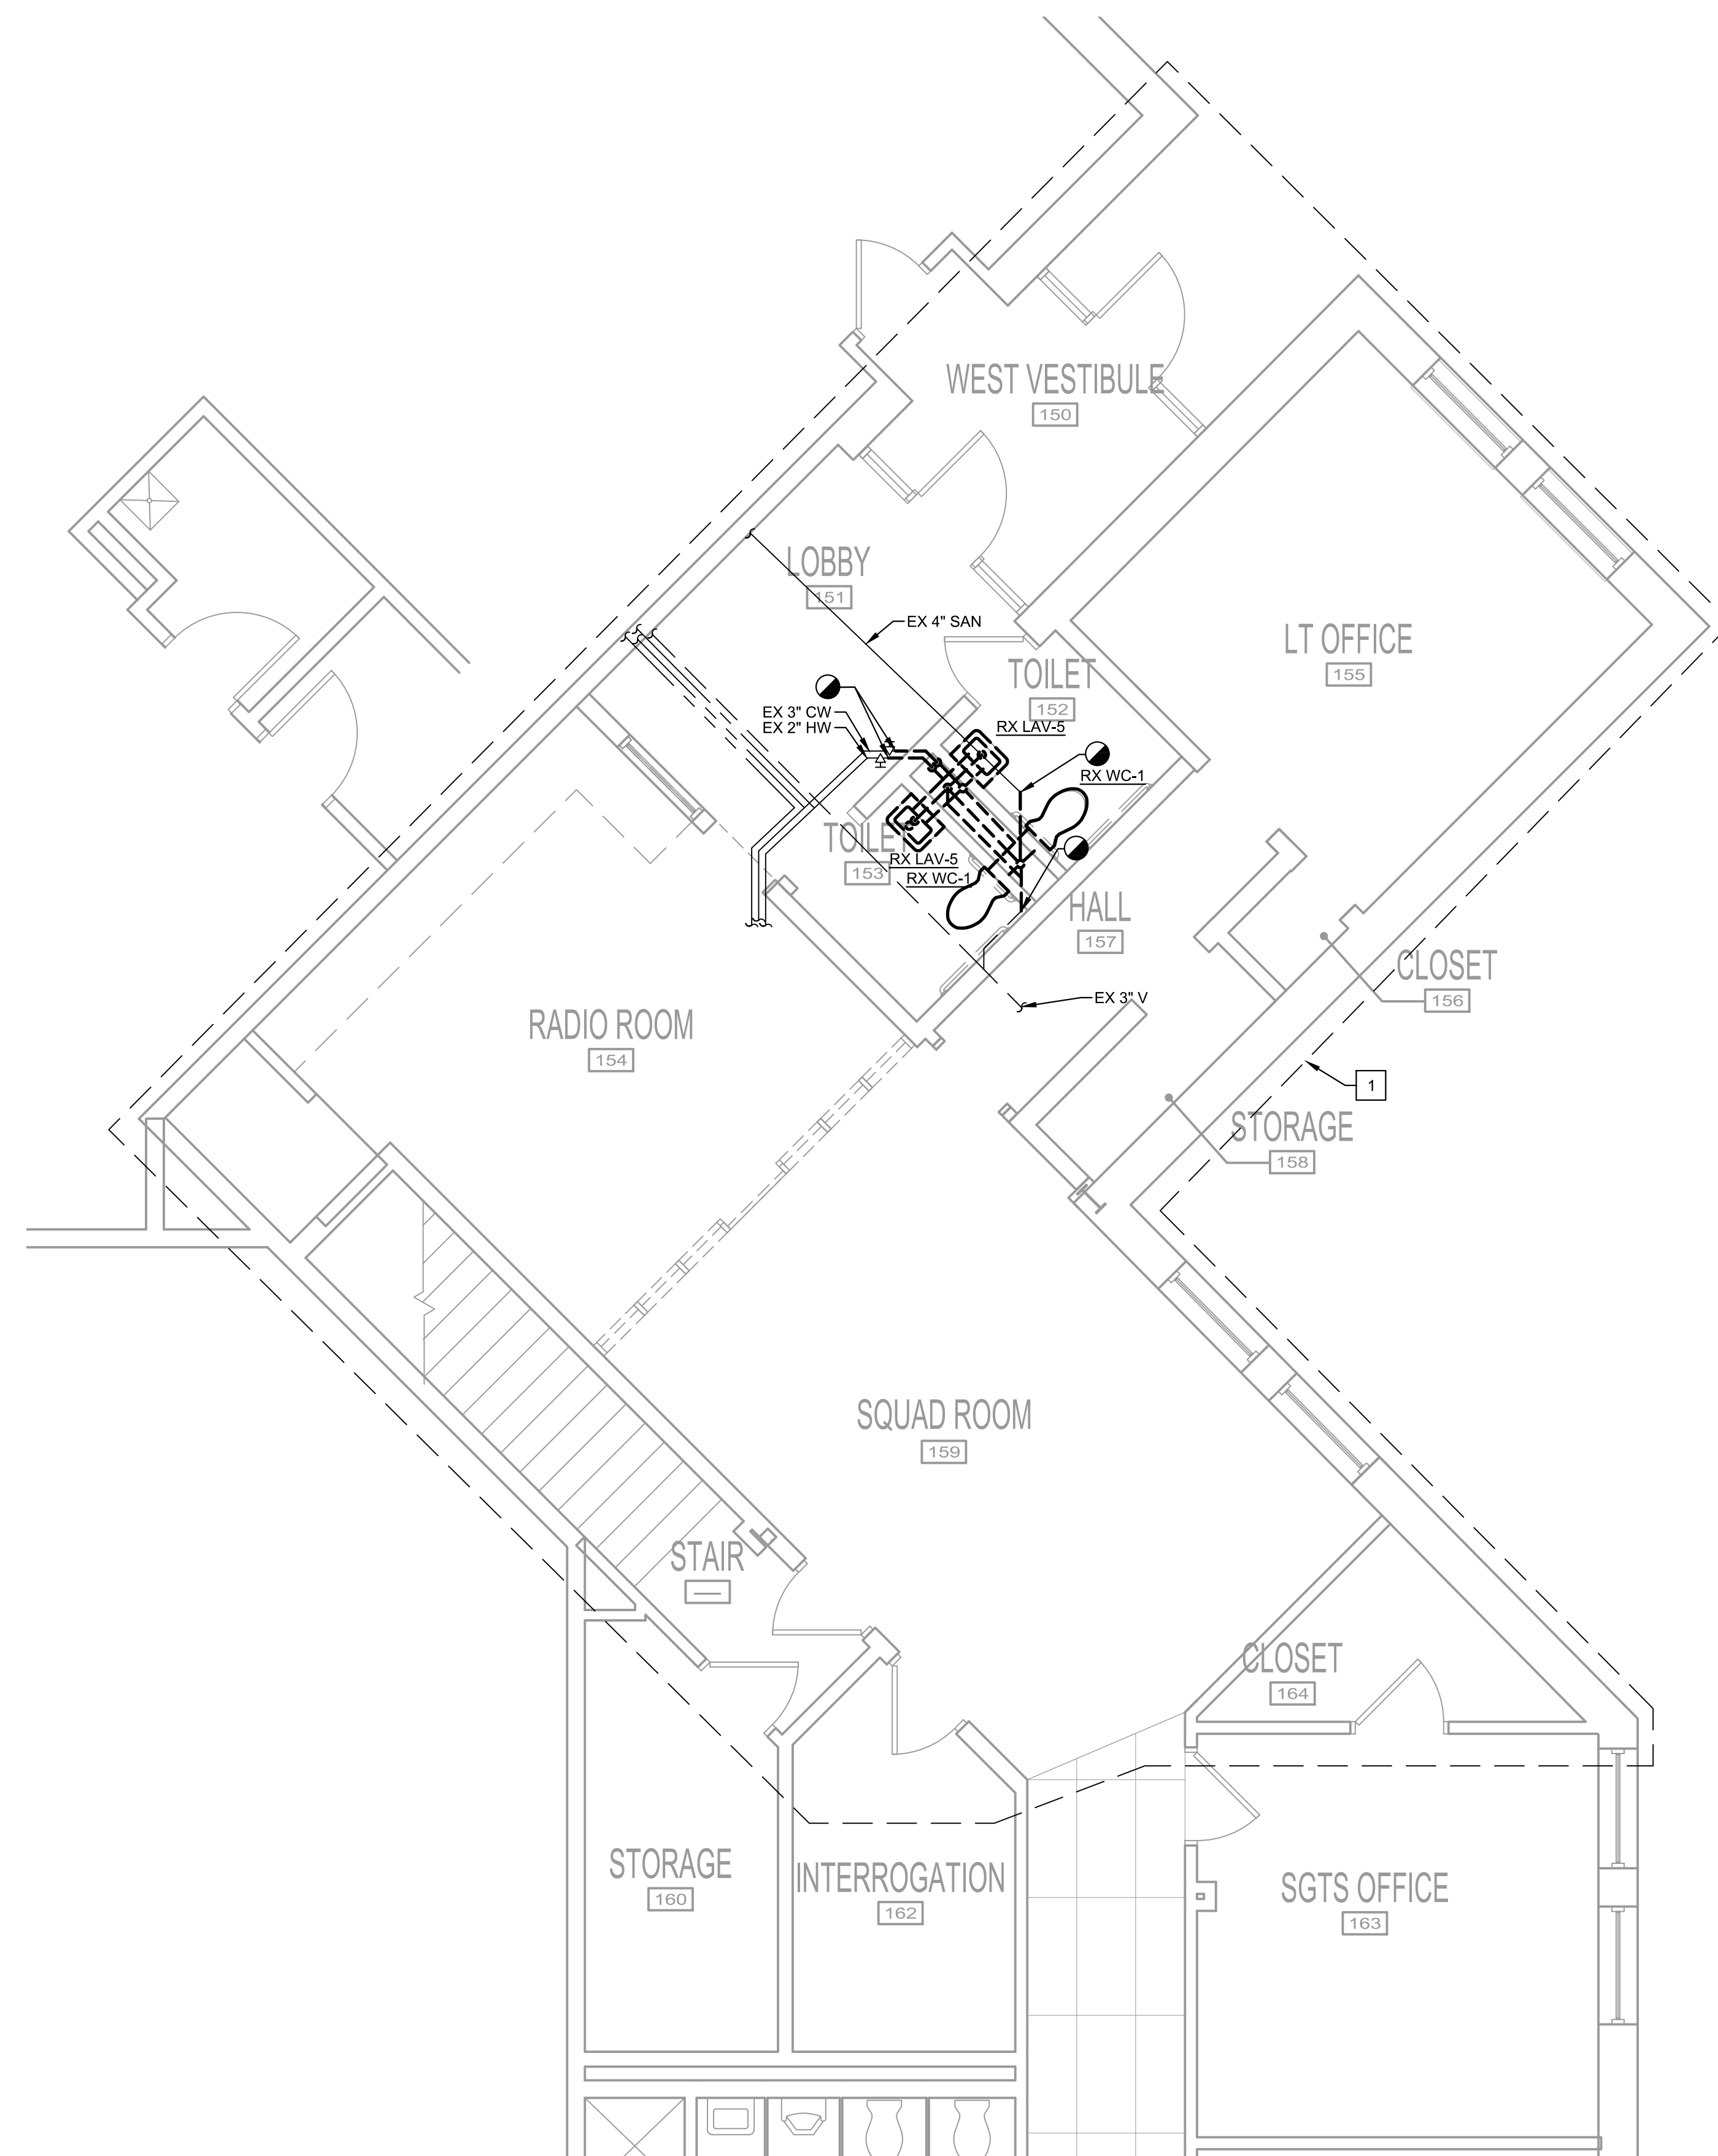 WEST VESTIBULE
150
LOBBY
151
EX 4" SAN
LT OFFICE
155
TOILET
152
EX 3" CW
EX 2" HW
RX LAV-5
RX WC-1
TOILET
153
RX LAV-5
RX WC-1
HALL
157
CLOSET
156
EX 3" V
RADIO ROOM
154
1
STORAGE
158
SQUAD ROOM
159
STAIR
CLOSET
164
STORAGE
160
INTERROGATION
162
SGTS OFFICE
163